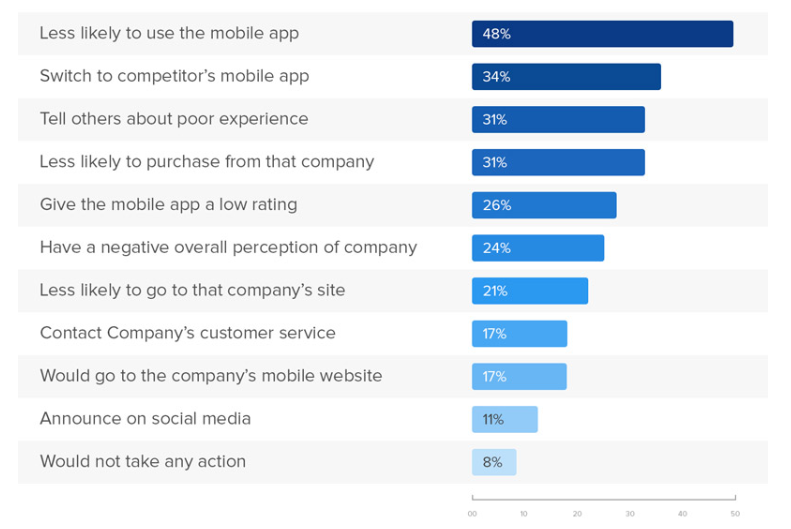 Less likely to use the mobile app 48%
Switch to competitor’s mobile app 34%
Tell others about poor experience 31%
Less likely to purchase from that company 31%
Give the mobile app a low rating 26%
Have a negative overall perception of company 24%
Less likely to go to that company’s site 21%
Contact Company’s customer service 17%
Would go to the company’s mobile website 17%
Announce on social media 11%
Would not take any action 8%
00 10 20 30 40 50